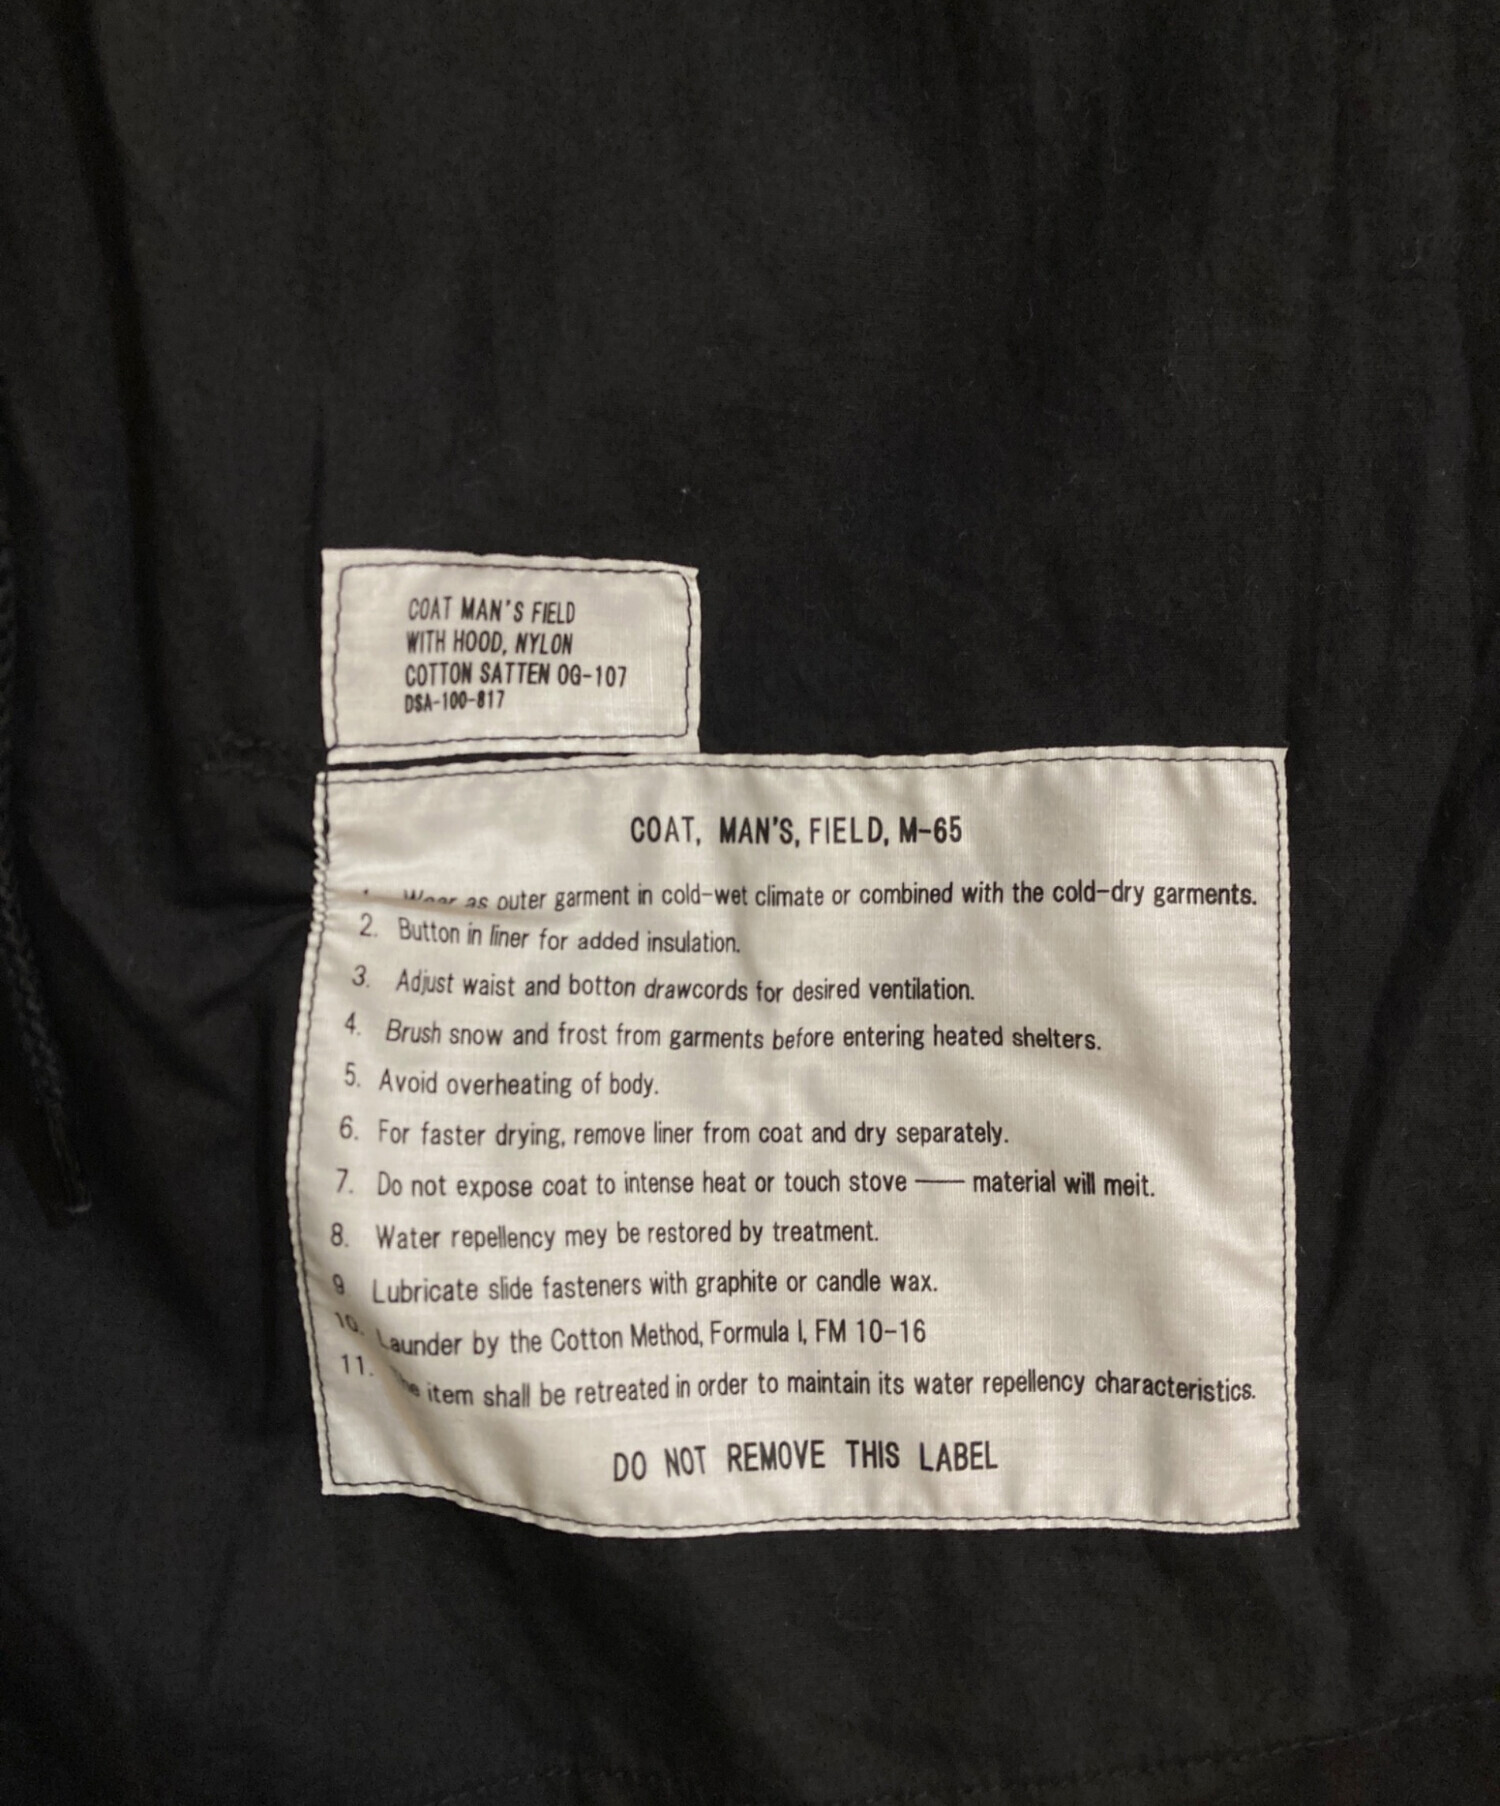 COAT MAN'S FIELD
WITH HOOD, NYLON
COTTON SATTEN OG-107
DSA-100-817
COAT, MAN'S, FIELD, M-65
Wear as outer garment in cold-wet climate or combined with the cold-dry garments.
2. Button in liner for added insulation.
3. Adjust waist and botton drawcords for desired ventilation.
4. Brush snow and frost from garments before entering heated shelters.
5. Avoid overheating of body.
6. For faster drying, remove liner from coat and dry separately.
7. Do not expose coat to intense heat or touch stove —— material will meit.
8. Water repellency mey be restored by treatment.
9. Lubricate slide fasteners with graphite or candle wax.
10. Launder by the Cotton Method, Formula I, FM 10-16
11. item shall be retreated in order to maintain its water repellency characteristics.
DO NOT REMOVE THIS LABEL